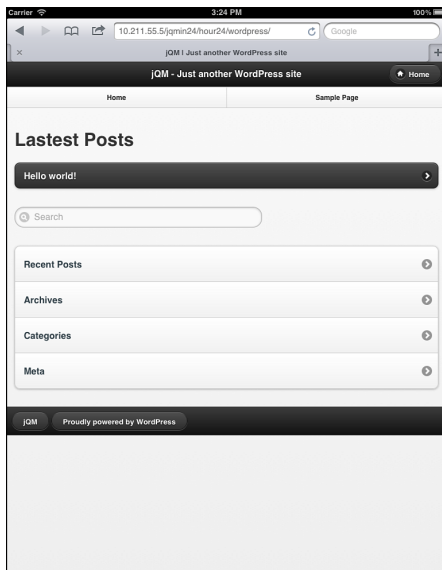 Carrier 3:24 PM 100%
10.211.55.5/jqmin24/hour24/wordpress/ Google
jQM | Just another WordPress site
jQM - Just another WordPress site Home
Home Sample Page
Lastest Posts
Hello world!
Search
Recent Posts
Archives
Categories
Meta
jQM Proudly powered by WordPress